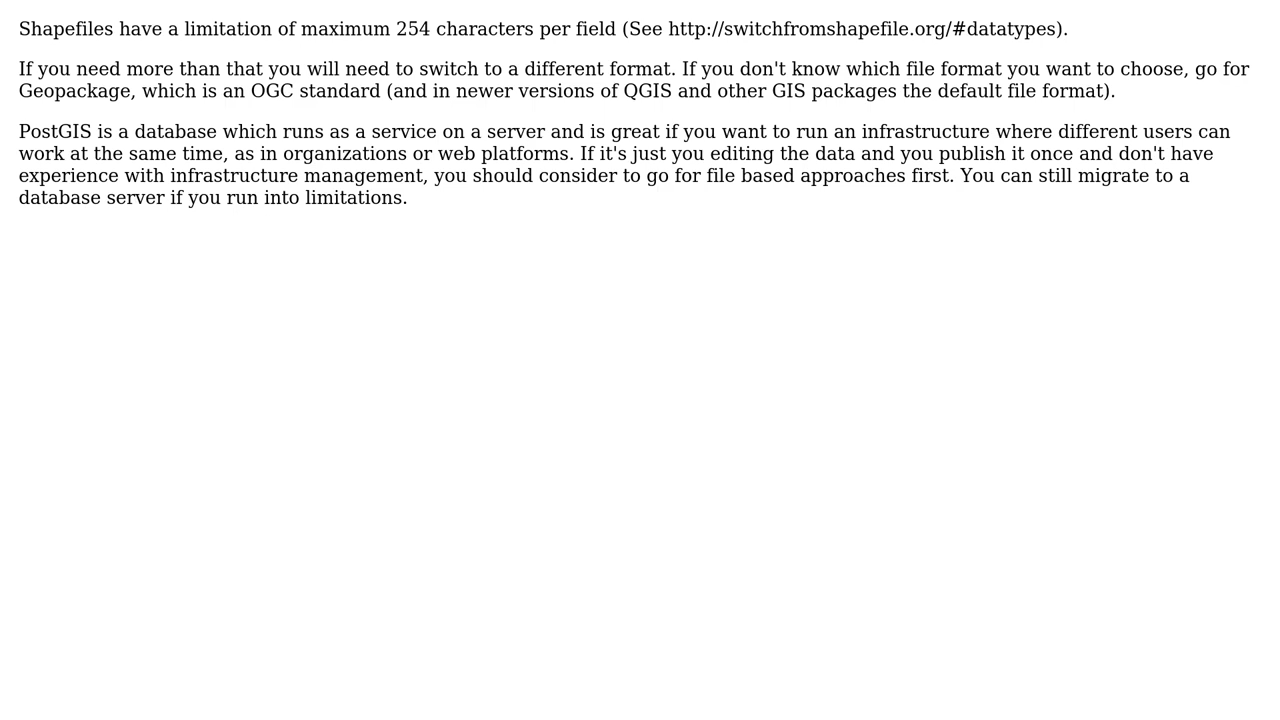 Shapefiles have a limitation of maximum 254 characters per field (See http://switchfromshapefile.org/#datatypes).
If you need more than that you will need to switch to a different format. If you don't know which file format you want to choose, go for
Geopackage, which is an OGC standard (and in newer versions of QGIS and other GIS packages the default file format).
PostGIS is a database which runs as a service on a server and is great if you want to run an infrastructure where different users can
work at the same time, as in organizations or web platforms. If it's just you editing the data and you publish it once and don't have
experience with infrastructure management, you should consider to go for file based approaches first. You can still migrate to a
database server if you run into limitations.